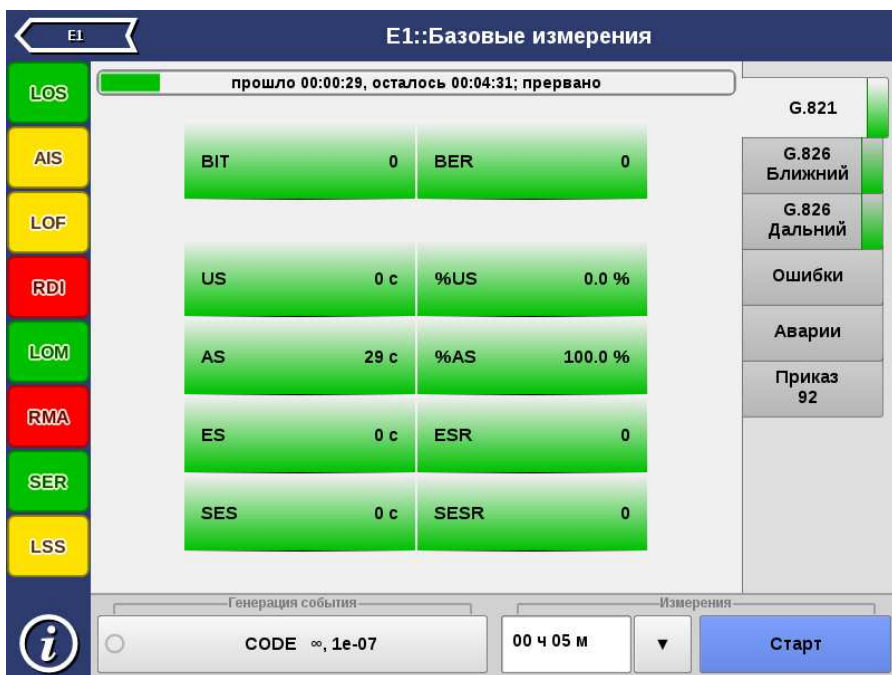 E1
E1::Базовые измерения
LOS
AIS
LOF
RDI
LOM
RMA
SER
LSS
прошло 00:00:29, осталось 00:04:31; прервано
BIT 0 BER 0
US 0 с %US 0.0 %
AS 29 с %AS 100.0 %
ES 0 с ESR 0
SES 0 с SESR 0
G.821
G.826
Ближний
G.826
Дальний
Ошибки
Аварии
Приказ
92
Генерация события
CODE ∞, 1e-07
Измерения
00 ч 05 м ▼ Старт
i